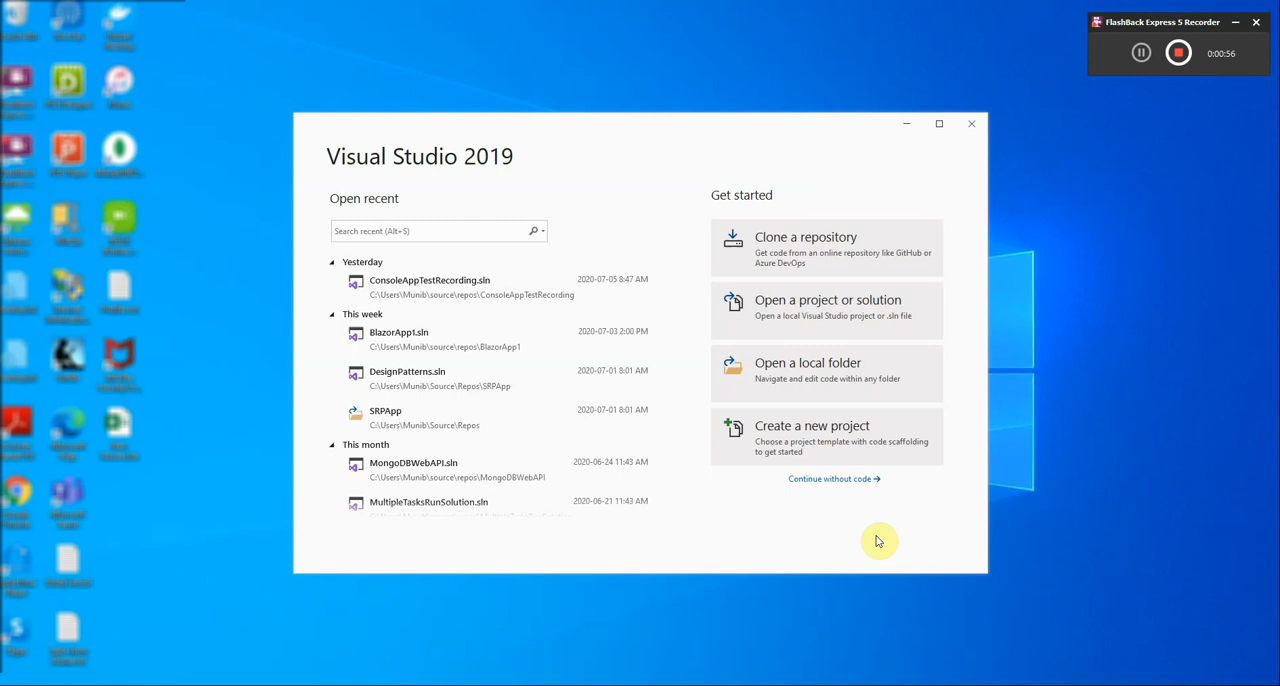 FlashBack Express 5 Recorder
0:00:56
Visual Studio 2019
Open recent
Search recent (Alt+S)
Yesterday
ConsoleAppTestRecording.sln 2020-07-05 8:47 AM
C:\Users\Munib\source\repos\ConsoleAppTestRecording
This week
BlazorApp1.sln 2020-07-03 2:00 PM
C:\Users\Munib\source\repos\BlazorApp1
DesignPatterns.sln 2020-07-01 8:01 AM
C:\Users\Munib\Source\Repos\SRPApp
SRPApp 2020-07-01 8:01 AM
C:\Users\Munib\Source\Repos
This month
MongoDBWebAPI.sln 2020-06-24 11:43 AM
C:\Users\Munib\source\repos\MongoDBWebAPI
MultipleTasksRunSolution.sln 2020-06-21 11:43 AM
Get started
Clone a repository
Get code from an online repository like GitHub or
Azure DevOps
Open a project or solution
Open a local Visual Studio project or .sln file
Open a local folder
Navigate and edit code within any folder
Create a new project
Choose a project template with code scaffolding
to get started
Continue without code →